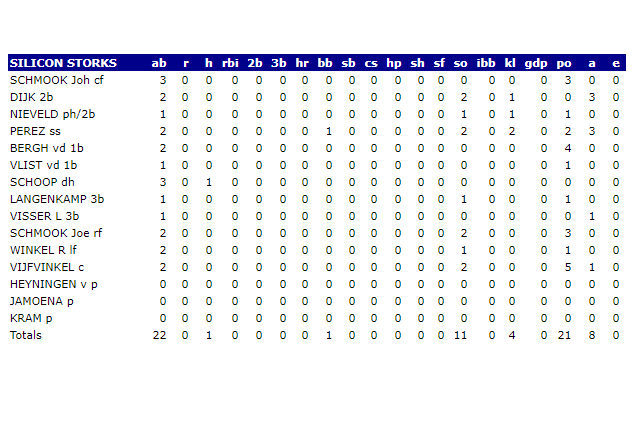 SILICON STORKS ab r h rbi 2b 3b hr bb sb cs hp sh sf so ibb kl gdp po a e
SCHMOOK Joh cf 3 0 0 0 0 0 0 0 0 0 0 0 0 0 0 0 0 3 0 0
DIJK 2b 2 0 0 0 0 0 0 0 0 0 0 0 0 2 0 1 0 0 3 0
NIEVELD ph/2b 1 0 0 0 0 0 0 0 0 0 0 0 0 1 0 1 0 1 0 0
PEREZ ss 2 0 0 0 0 0 0 1 0 0 0 0 0 2 0 2 0 2 3 0
BERGH vd 1b 2 0 0 0 0 0 0 0 0 0 0 0 0 0 0 0 0 4 0 0
VLIST vd 1b 1 0 0 0 0 0 0 0 0 0 0 0 0 0 0 0 0 1 0 0
SCHOOP dh 3 0 1 0 0 0 0 0 0 0 0 0 0 0 0 0 0 0 0 0
LANGENKAMP 3b 1 0 0 0 0 0 0 0 0 0 0 0 0 1 0 0 0 1 0 0
VISSER L 3b 1 0 0 0 0 0 0 0 0 0 0 0 0 0 0 0 0 0 1 0
SCHMOOK Joe rf 2 0 0 0 0 0 0 0 0 0 0 0 0 2 0 0 0 3 0 0
WINKEL R lf 2 0 0 0 0 0 0 0 0 0 0 0 0 1 0 0 0 1 0 0
VIJFVINKEL c 2 0 0 0 0 0 0 0 0 0 0 0 0 2 0 0 0 5 1 0
HEYNINGEN v p 0 0 0 0 0 0 0 0 0 0 0 0 0 0 0 0 0 0 0 0
JAMOENA p 0 0 0 0 0 0 0 0 0 0 0 0 0 0 0 0 0 0 0 0
KRAM p 0 0 0 0 0 0 0 0 0 0 0 0 0 0 0 0 0 0 0 0
Totals 22 0 1 0 0 0 0 1 0 0 0 0 0 11 0 4 0 21 8 0